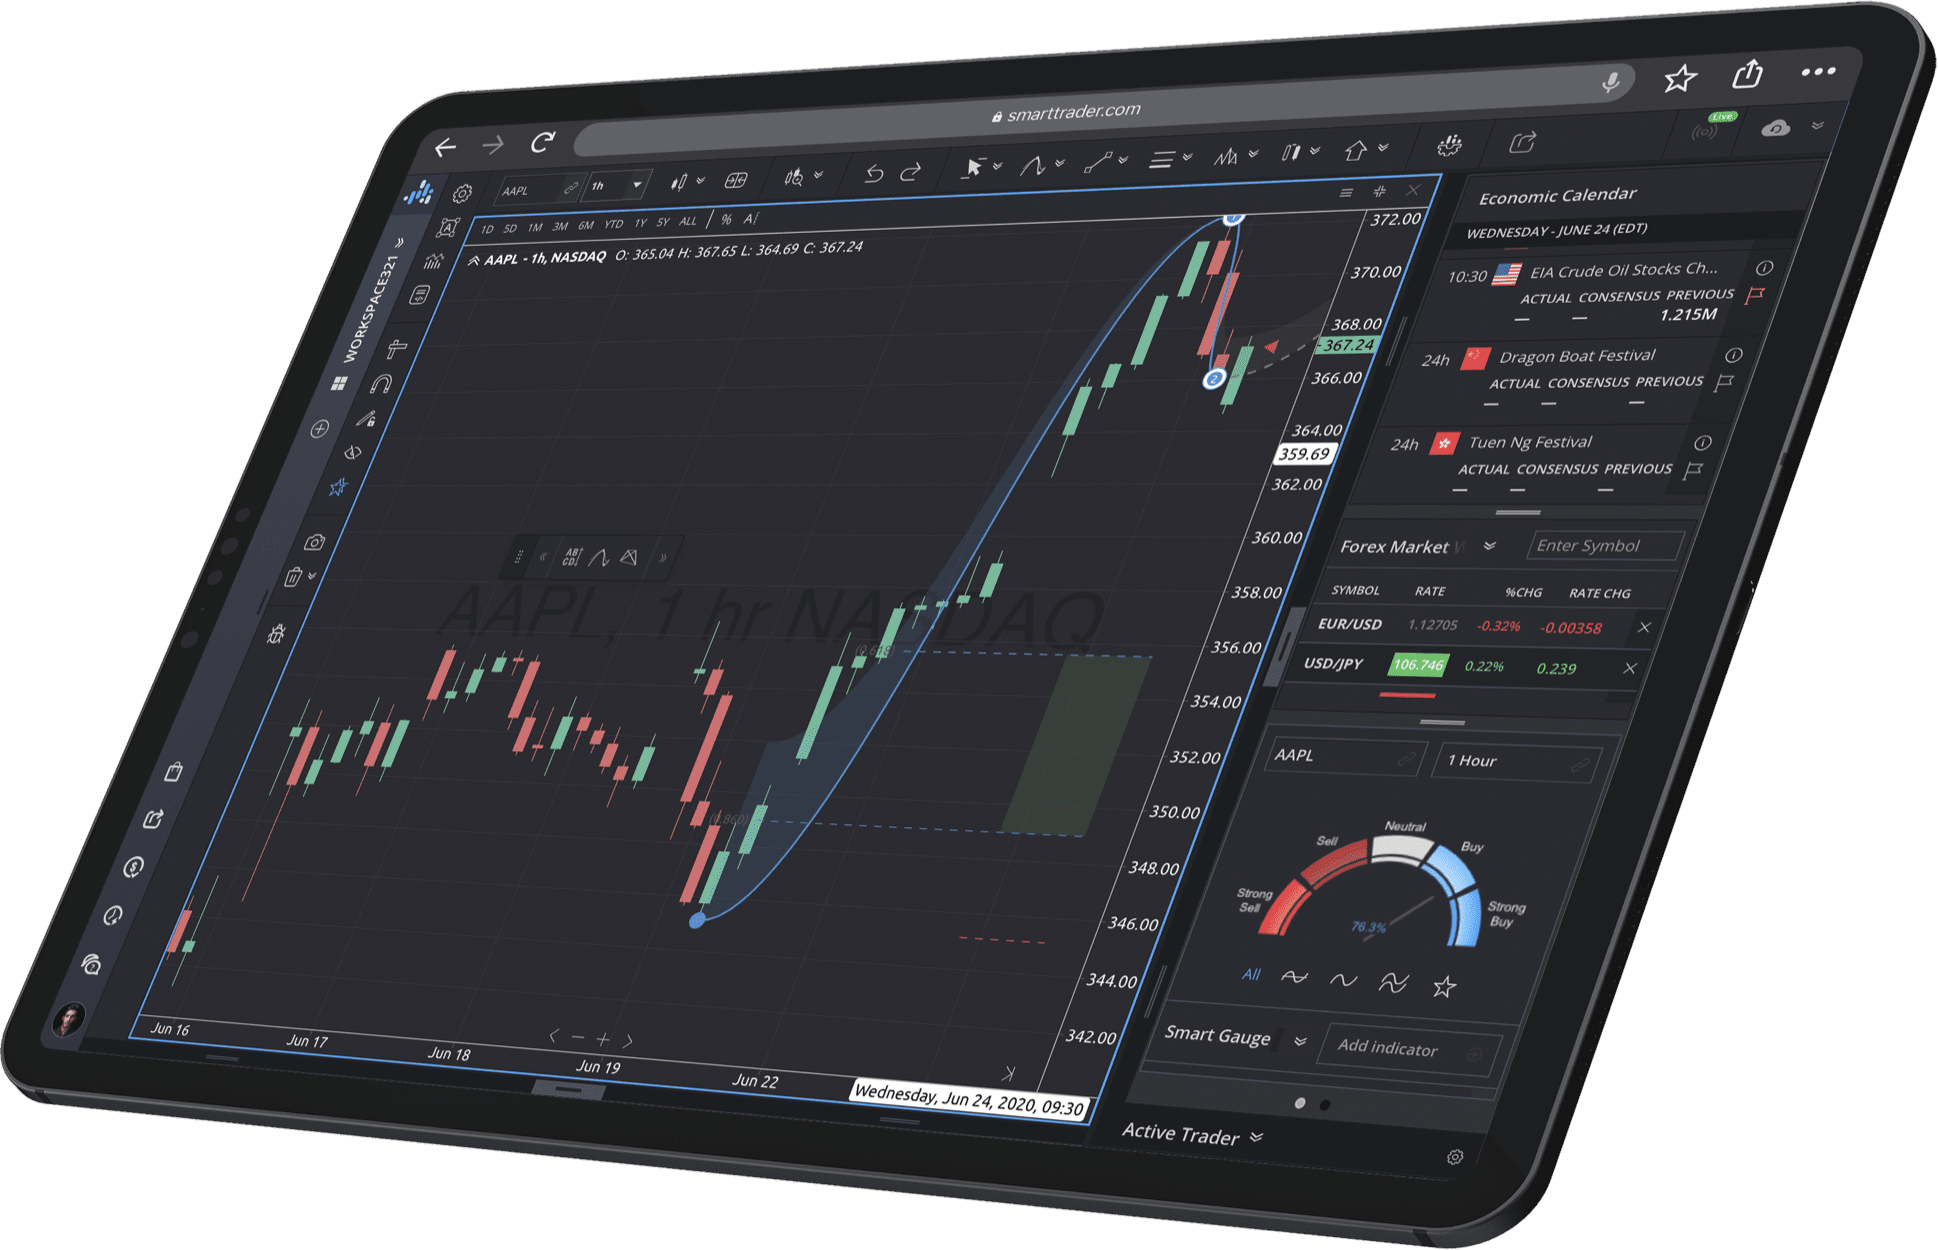 smarttrader.com
Live
AAPL
1h
1D 5D 1M 3M 6M YTD 1Y 5Y ALL %
AAPL - 1h, NASDAQ O: 365.04 H: 367.65 L: 364.69 C: 367.24
WORKSPACE321
AAPL, 1 hr NASDAQ
AB
CD
1
2
(0.860)
372.00
370.00
368.00
367.24
366.00
364.00
359.69
362.00
360.00
358.00
356.00
354.00
352.00
350.00
348.00
346.00
344.00
342.00
Jun 16
Jun 17
Jun 18
Jun 19
Jun 22
Wednesday, Jun 24, 2020, 09:30
Economic Calendar
WEDNESDAY - JUNE 24 (EDT)
10:30 EIA Crude Oil Stocks Ch...
ACTUAL CONSENSUS PREVIOUS
— — 1.215M
24h Dragon Boat Festival
ACTUAL CONSENSUS PREVIOUS
— — —
24h Tuen Ng Festival
ACTUAL CONSENSUS PREVIOUS
— — —
Forex Market
Enter Symbol
SYMBOL RATE %CHG RATE CHG
EUR/USD 1.12705 -0.32% -0.00358
USD/JPY 106.746 0.22% 0.239
AAPL
1 Hour
Neutral
Sell
Buy
Strong Sell
Strong Buy
76.3%
All
Smart Gauge
Add indicator
Active Trader